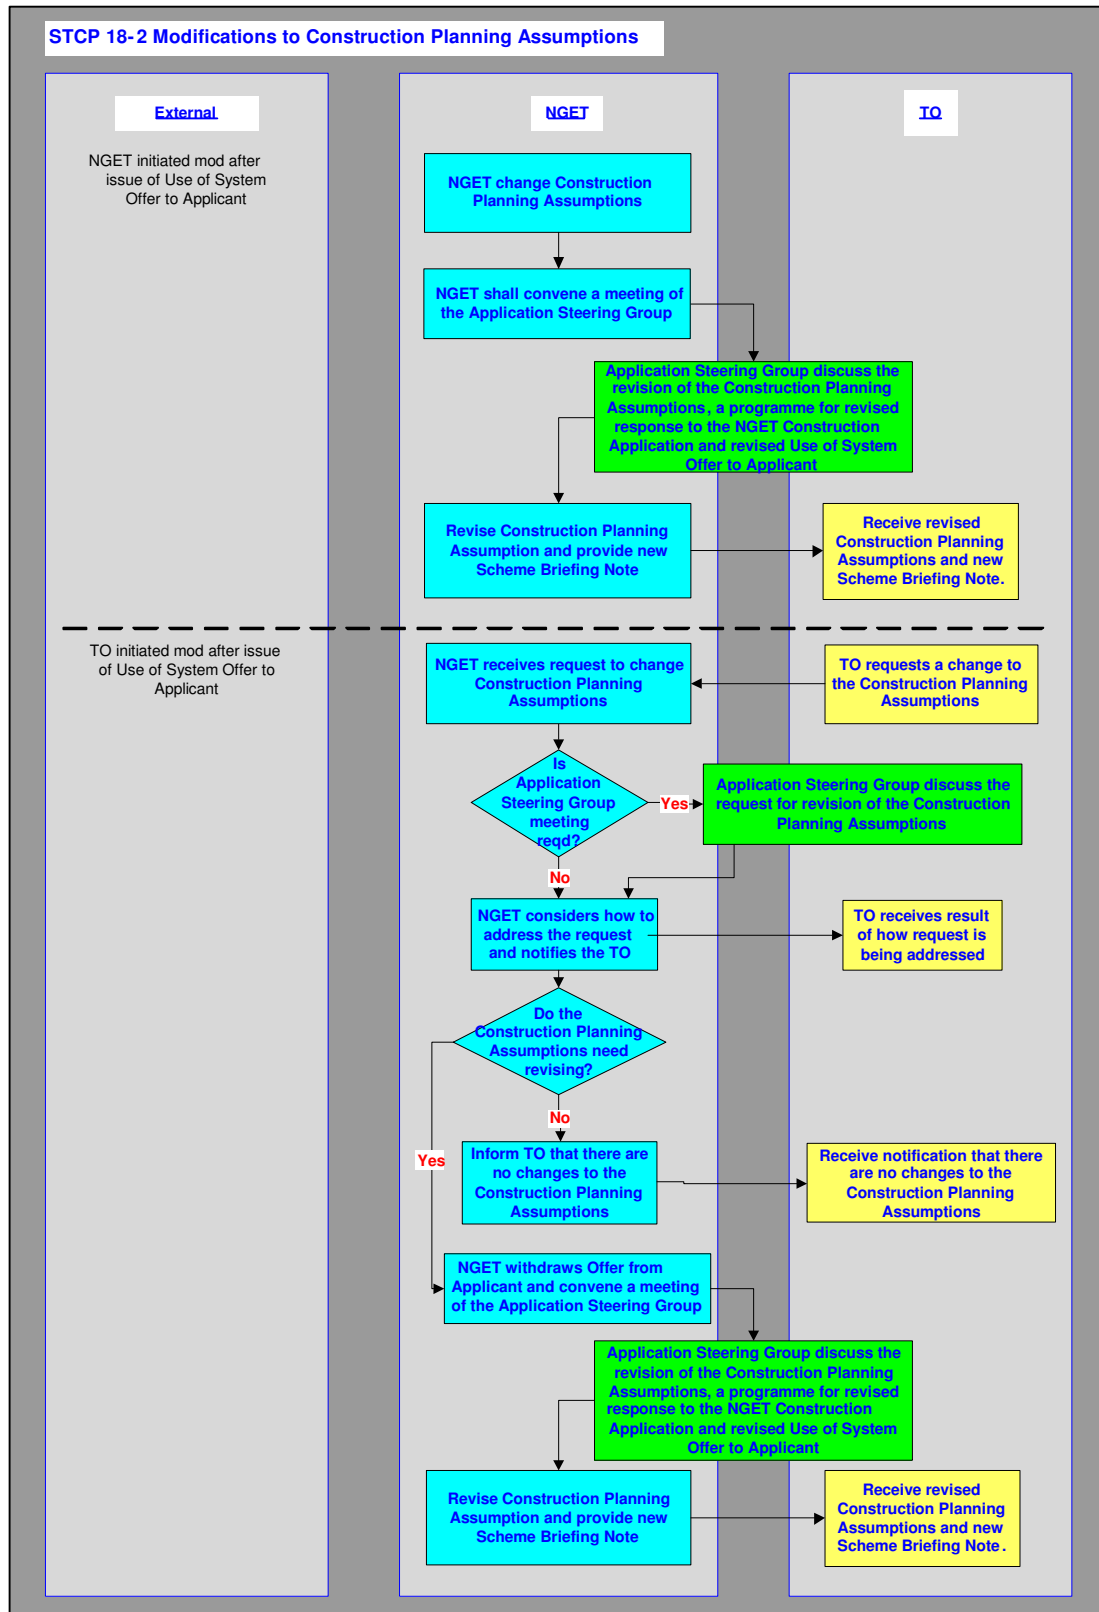 STCP 18-2 Modifications to Construction Planning Assumptions
External
NGET
TO
NGET initiated mod after
issue of Use of System
Offer to Applicant
NGET change Construction
Planning Assumptions
NGET shall convene a meeting of
the Application Steering Group
Application Steering Group discuss the
revision of the Construction Planning
Assumptions, a programme for revised
response to the NGET Construction
Application and revised Use of System
Offer to Applicant
Revise Construction Planning
Assumption and provide new
Scheme Briefing Note
Receive revised
Construction Planning
Assumptions and new
Scheme Briefing Note.
TO initiated mod after issue
of Use of System Offer to
Applicant
NGET receives request to change
Construction Planning
Assumptions
TO requests a change to
the Construction Planning
Assumptions
Is
Application
Steering Group
meeting
reqd?
Yes
Application Steering Group discuss the
request for revision of the Construction
Planning Assumptions
No
NGET considers how to
address the request
and notifies the TO
TO receives result
of how request is
being addressed
Do the
Construction Planning
Assumptions need
revising?
No
Yes
Inform TO that there are
no changes to the
Construction Planning
Assumptions
Receive notification that there
are no changes to the
Construction Planning
Assumptions
NGET withdraws Offer from
Applicant and convene a meeting
of the Application Steering Group
Application Steering Group discuss the
revision of the Construction Planning
Assumptions, a programme for revised
response to the NGET Construction
Application and revised Use of System
Offer to Applicant
Revise Construction Planning
Assumption and provide new
Scheme Briefing Note
Receive revised
Construction Planning
Assumptions and new
Scheme Briefing Note.